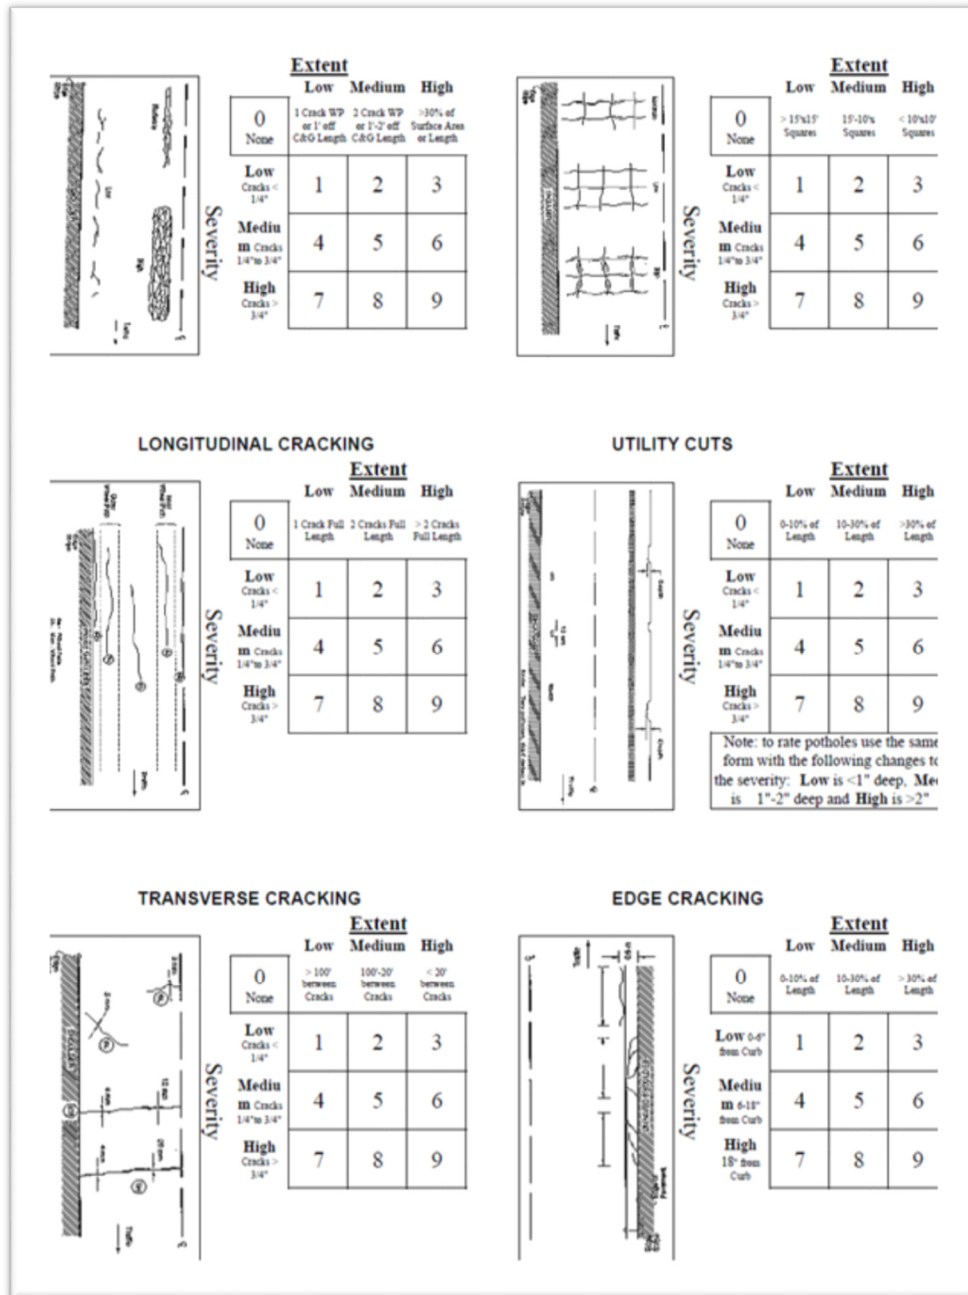 Extent
Low Medium High
0
None
1 Crack WP or 1' off C&G Length
2 Crack WP or 1'-2' off C&G Length
>30% of Surface Area or Length
Severity
Low
Cracks <
1/4"
1 2 3
Mediu
m Cracks
1/4"to 3/4"
4 5 6
High
Cracks >
3/4"
7 8 9
Extent
Low Medium High
0
None
> 15'x15' Squares
15'-10's Squares
< 10'x10' Squares
Severity
Low
Cracks <
1/4"
1 2 3
Mediu
m Cracks
1/4"to 3/4"
4 5 6
High
Cracks >
3/4"
7 8 9
LONGITUDINAL CRACKING
Extent
Low Medium High
0
None
1 Crack Full Length
2 Cracks Full Length
> 2 Cracks Full Length
Severity
Low
Cracks <
1/4"
1 2 3
Mediu
m Cracks
1/4"to 3/4"
4 5 6
High
Cracks >
3/4"
7 8 9
UTILITY CUTS
Extent
Low Medium High
0
None
0-10% of Length
10-30% of Length
>30% of Length
Severity
Low
Cracks <
1/4"
1 2 3
Mediu
m Cracks
1/4"to 3/4"
4 5 6
High
Cracks >
3/4"
7 8 9
Note: to rate potholes use the same
form with the following changes to
the severity: Low is <1" deep, Me
is 1"-2" deep and High is >2"
TRANSVERSE CRACKING
Extent
Low Medium High
0
None
> 100' between Cracks
100'-20' between Cracks
< 20' between Cracks
Severity
Low
Cracks <
1/4"
1 2 3
Mediu
m Cracks
1/4"to 3/4"
4 5 6
High
Cracks >
3/4"
7 8 9
Traffic
EDGE CRACKING
Extent
Low Medium High
0
None
0-10% of Length
10-30% of Length
> 30% of Length
Severity
Low 0-6"
from Curb
1 2 3
Mediu
m 6-18"
from Curb
4 5 6
High
18" from
Curb
7 8 9